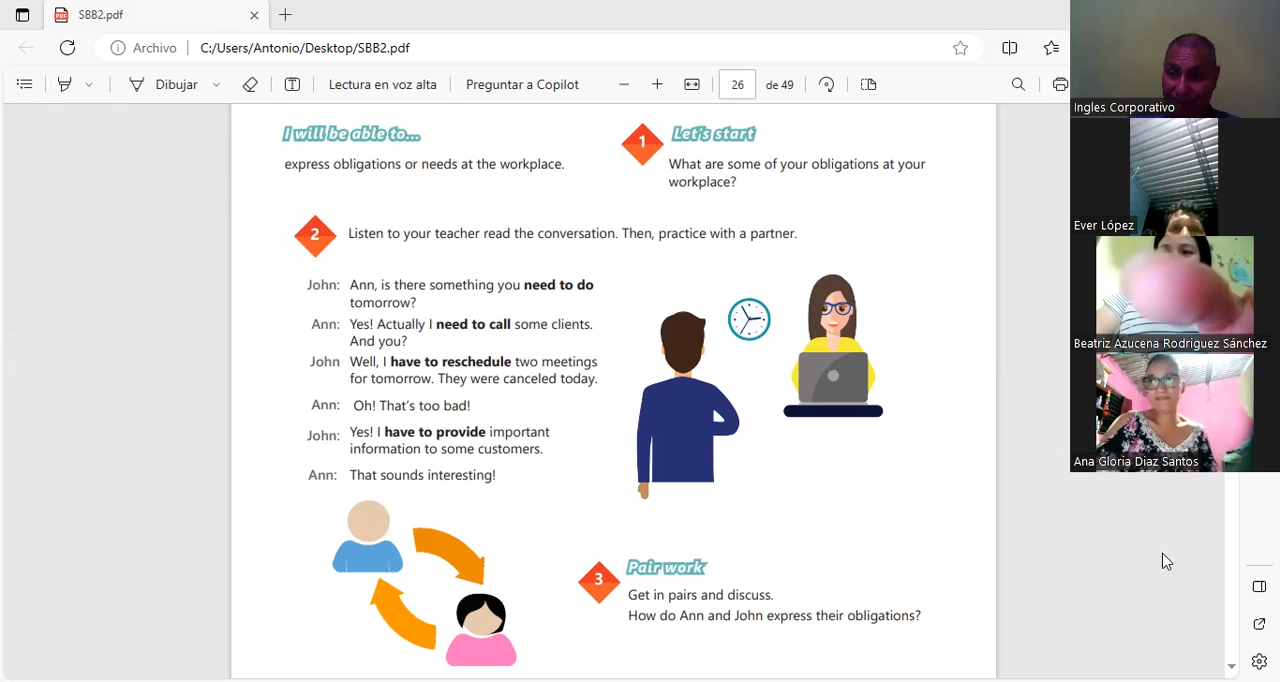 SBB2.pdf
Archivo
C:/Users/Antonio/Desktop/SBB2.pdf
Dibujar
Lectura en voz alta
Preguntar a Copilot
26
de 49
I will be able to...
express obligations or needs at the workplace.
1
Let's start
What are some of your obligations at your
workplace?
2
Listen to your teacher read the conversation. Then, practice with a partner.
John: Ann, is there something you need to do
tomorrow?
Ann: Yes! Actually I need to call some clients.
And you?
John Well, I have to reschedule two meetings
for tomorrow. They were canceled today.
Ann: Oh! That's too bad!
John: Yes! I have to provide important
information to some customers.
Ann: That sounds interesting!
3
Pair work
Get in pairs and discuss.
How do Ann and John express their obligations?
Ingles Corporativo
Ever López
Beatriz Azucena Rodriguez Sánchez
Ana Gloria Diaz Santos